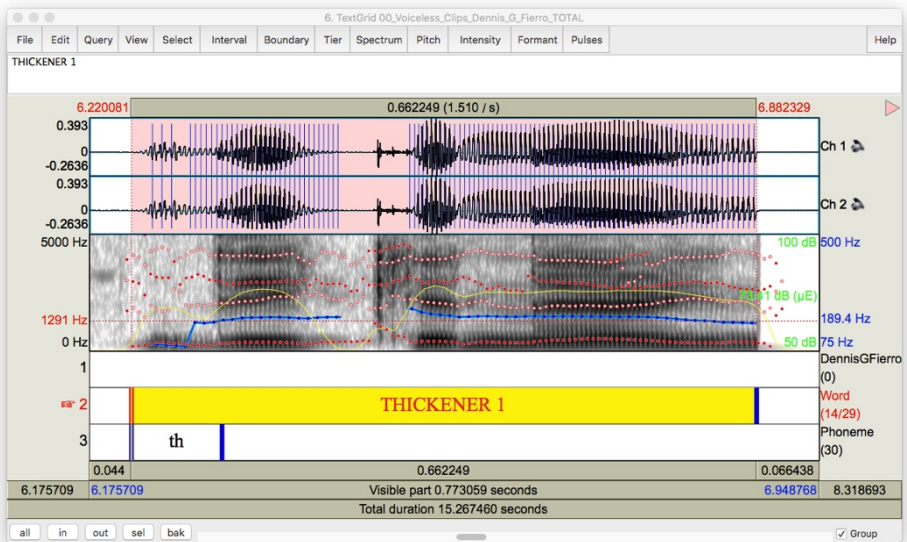 6. TextGrid 00_Voiceless_Clips_Dennis_G_Fierro_TOTAL
File Edit Query View Select Interval Boundary Tier Spectrum Pitch Intensity Formant Pulses Help
THICKENER 1
6.220081 0.662249 (1.510 / s) 6.882329
0.393
0 Ch 1
-0.2636
0.393
0 Ch 2
-0.2636
5000 Hz 100 dB 500 Hz
dB (µE)
1291 Hz 189.4 Hz
0 Hz 50 dB 75 Hz
1 DennisGFierro
(0)
2 THICKENER 1 Word
(14/29)
3 th Phoneme
(30)
0.044 0.662249 0.066438
6.175709 6.175709 Visible part 0.773059 seconds 6.948768 8.318693
Total duration 15.267460 seconds
all in out sel bak Group